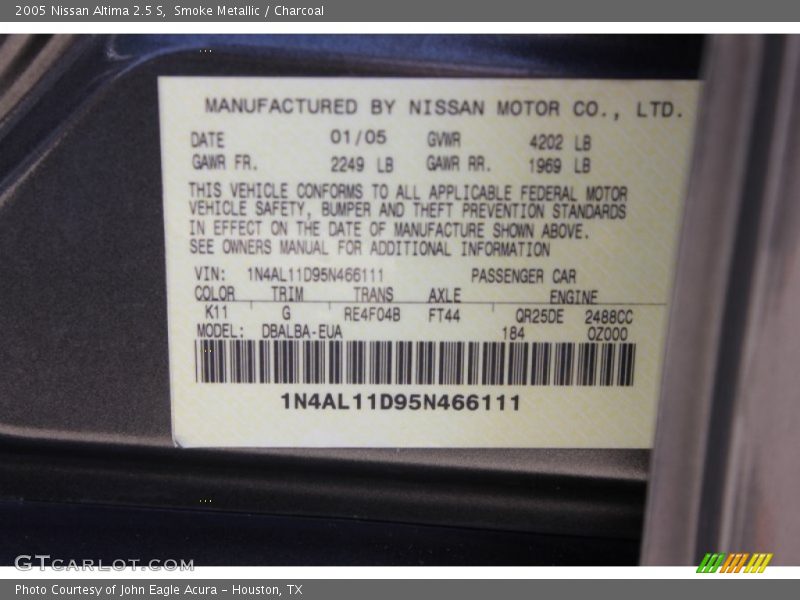 2005 Nissan Altima 2.5 S, Smoke Metallic / Charcoal
MANUFACTURED BY NISSAN MOTOR CO., LTD.
DATE 01/05 GVWR 4202 LB
GAWR FR. 2249 LB GAWR RR. 1969 LB
THIS VEHICLE CONFORMS TO ALL APPLICABLE FEDERAL MOTOR
VEHICLE SAFETY, BUMPER AND THEFT PREVENTION STANDARDS
IN EFFECT ON THE DATE OF MANUFACTURE SHOWN ABOVE.
SEE OWNERS MANUAL FOR ADDITIONAL INFORMATION
VIN: 1N4AL11D95N466111 PASSENGER CAR
COLOR TRIM TRANS AXLE ENGINE
K11 G RE4F04B FT44 QR25DE 2488CC
MODEL: DBALBA-EUA 184 0Z000
1N4AL11D95N466111
GTCARLOT.COM
Photo Courtesy of John Eagle Acura - Houston, TX